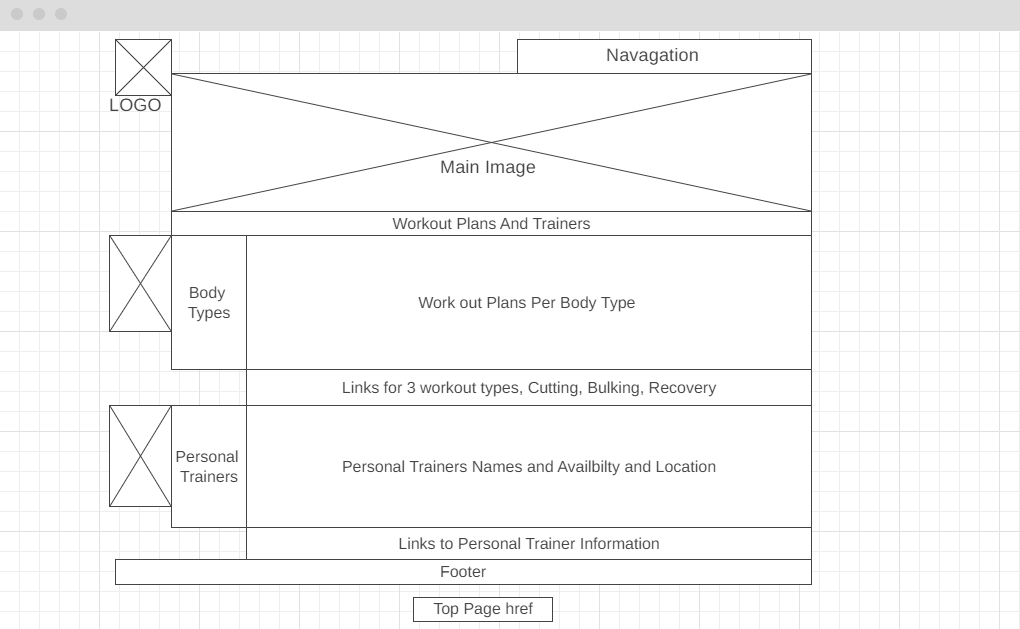 Navagation
LOGO
Main Image
Workout Plans And Trainers
Body
Types
Work out Plans Per Body Type
Links for 3 workout types, Cutting, Bulking, Recovery
Personal
Trainers
Personal Trainers Names and Availbilty and Location
Links to Personal Trainer Information
Footer
Top Page href